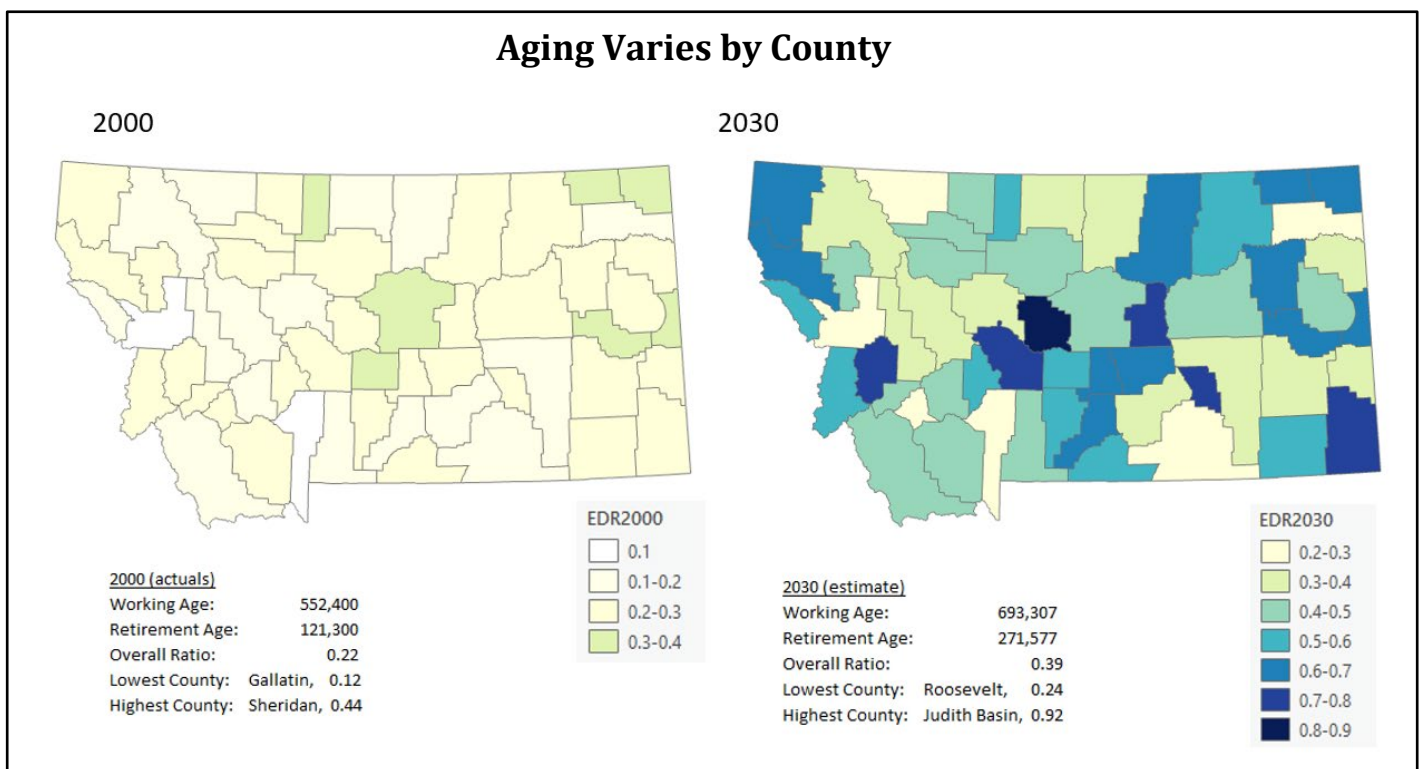 Aging Varies by County
2000
2030
EDR2000
0.1
0.1-0.2
0.2-0.3
0.3-0.4
2000 (actuals)
Working Age: 552,400
Retirement Age: 121,300
Overall Ratio: 0.22
Lowest County: Gallatin, 0.12
Highest County: Sheridan, 0.44
EDR2030
0.2-0.3
0.3-0.4
0.4-0.5
0.5-0.6
0.6-0.7
0.7-0.8
0.8-0.9
2030 (estimate)
Working Age: 693,307
Retirement Age: 271,577
Overall Ratio: 0.39
Lowest County: Roosevelt, 0.24
Highest County: Judith Basin, 0.92